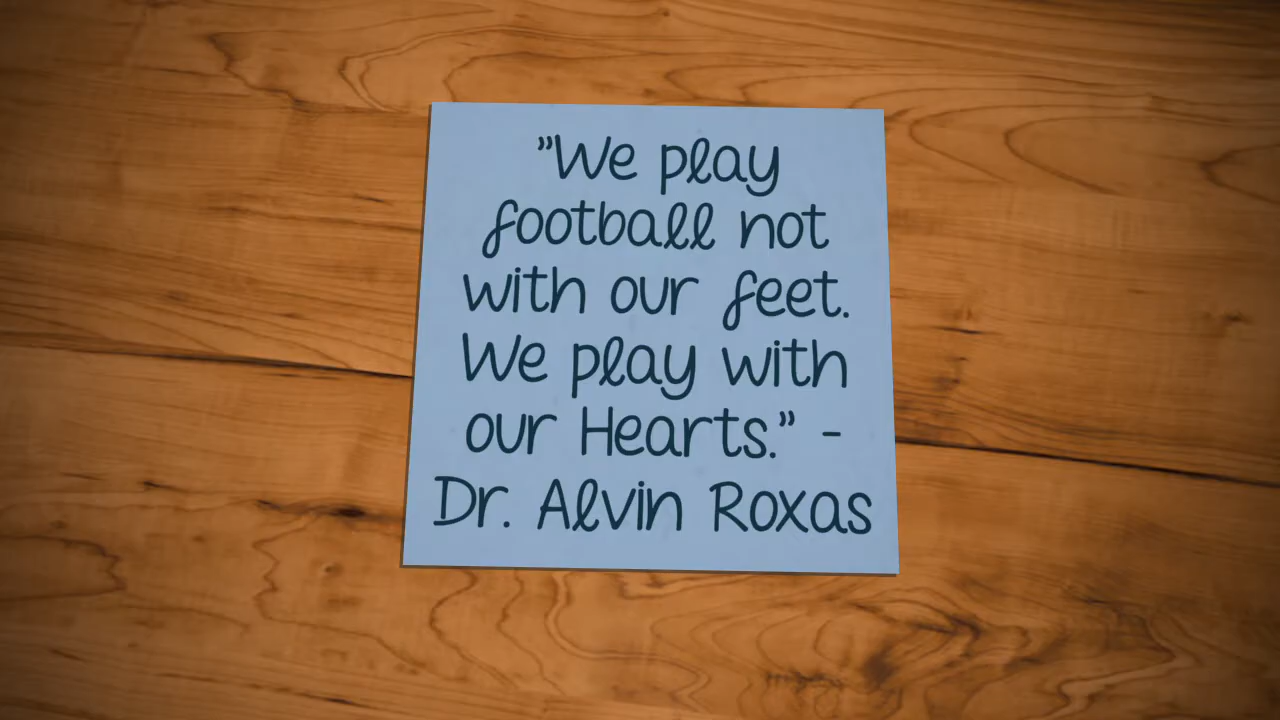 ”We play
football not
with our feet.
We play with
our Hearts.” -
Dr. Alvin Roxas